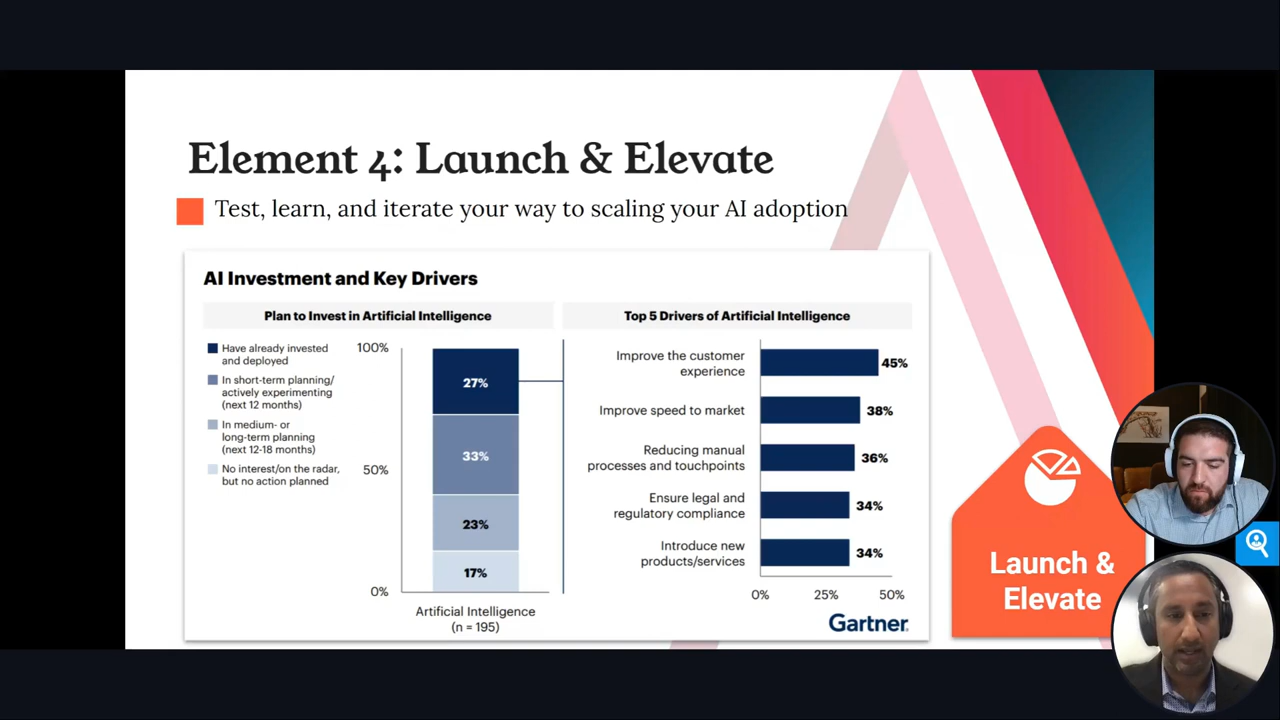 Element 4: Launch & Elevate
Test, learn, and iterate your way to scaling your AI adoption
AI Investment and Key Drivers
Plan to Invest in Artificial Intelligence
Have already invested
and deployed
In short-term planning/
actively experimenting
(next 12 months)
In medium- or
long-term planning
(next 12-18 months)
No interest/on the radar,
but no action planned
100%
50%
0%
27%
33%
23%
17%
Artificial Intelligence
(n = 195)
Top 5 Drivers of Artificial Intelligence
Improve the customer
experience
45%
Improve speed to market
38%
Reducing manual
processes and touchpoints
36%
Ensure legal and
regulatory compliance
34%
Introduce new
products/services
34%
0%
25%
50%
Gartner.
Launch &
Elevate